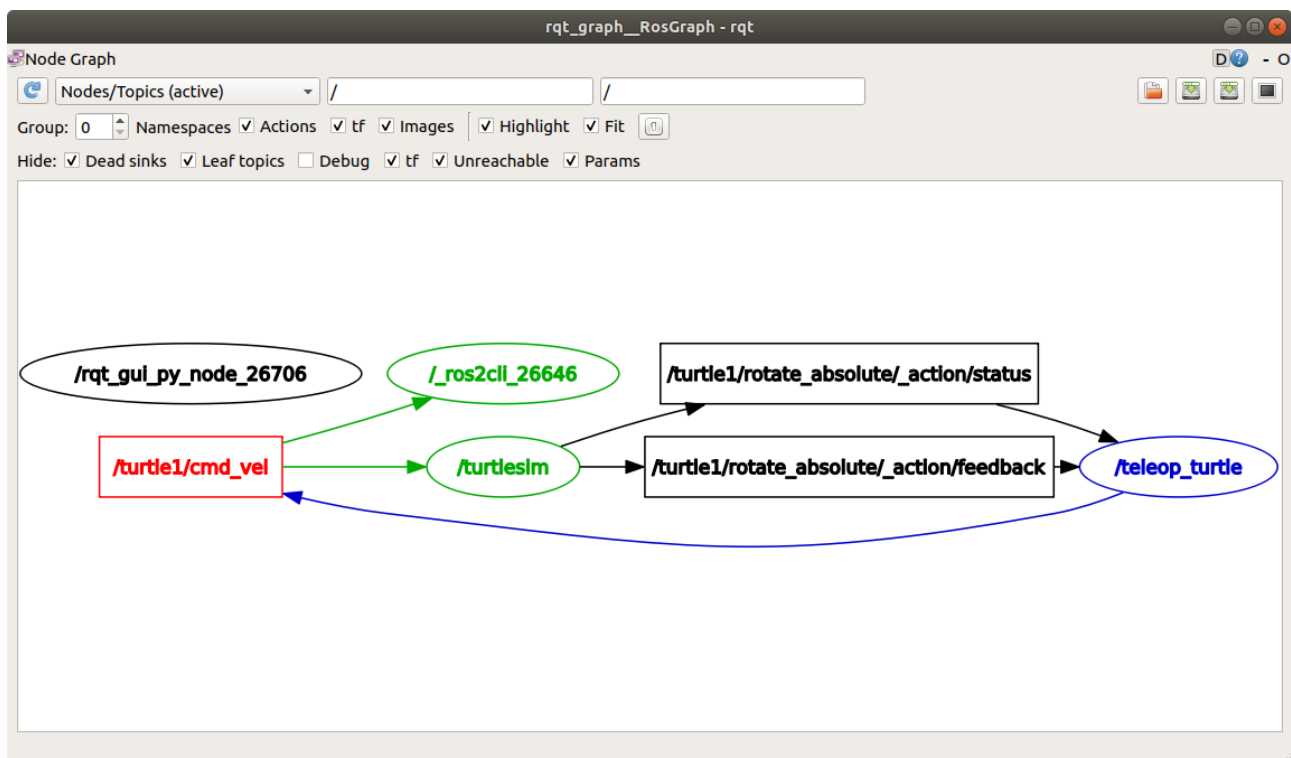 rqt_graph__RosGraph - rqt
Node Graph D ? - O
Nodes/Topics (active) / /
Group: 0 Namespaces Actions tf Images Highlight Fit
Hide: Dead sinks Leaf topics Debug tf Unreachable Params
/rqt_gui_py_node_26706 /_ros2cli_26646 /turtle1/rotate_absolute/_action/status
/turtle1/cmd_vel /turtlesim /turtle1/rotate_absolute/_action/feedback /teleop_turtle